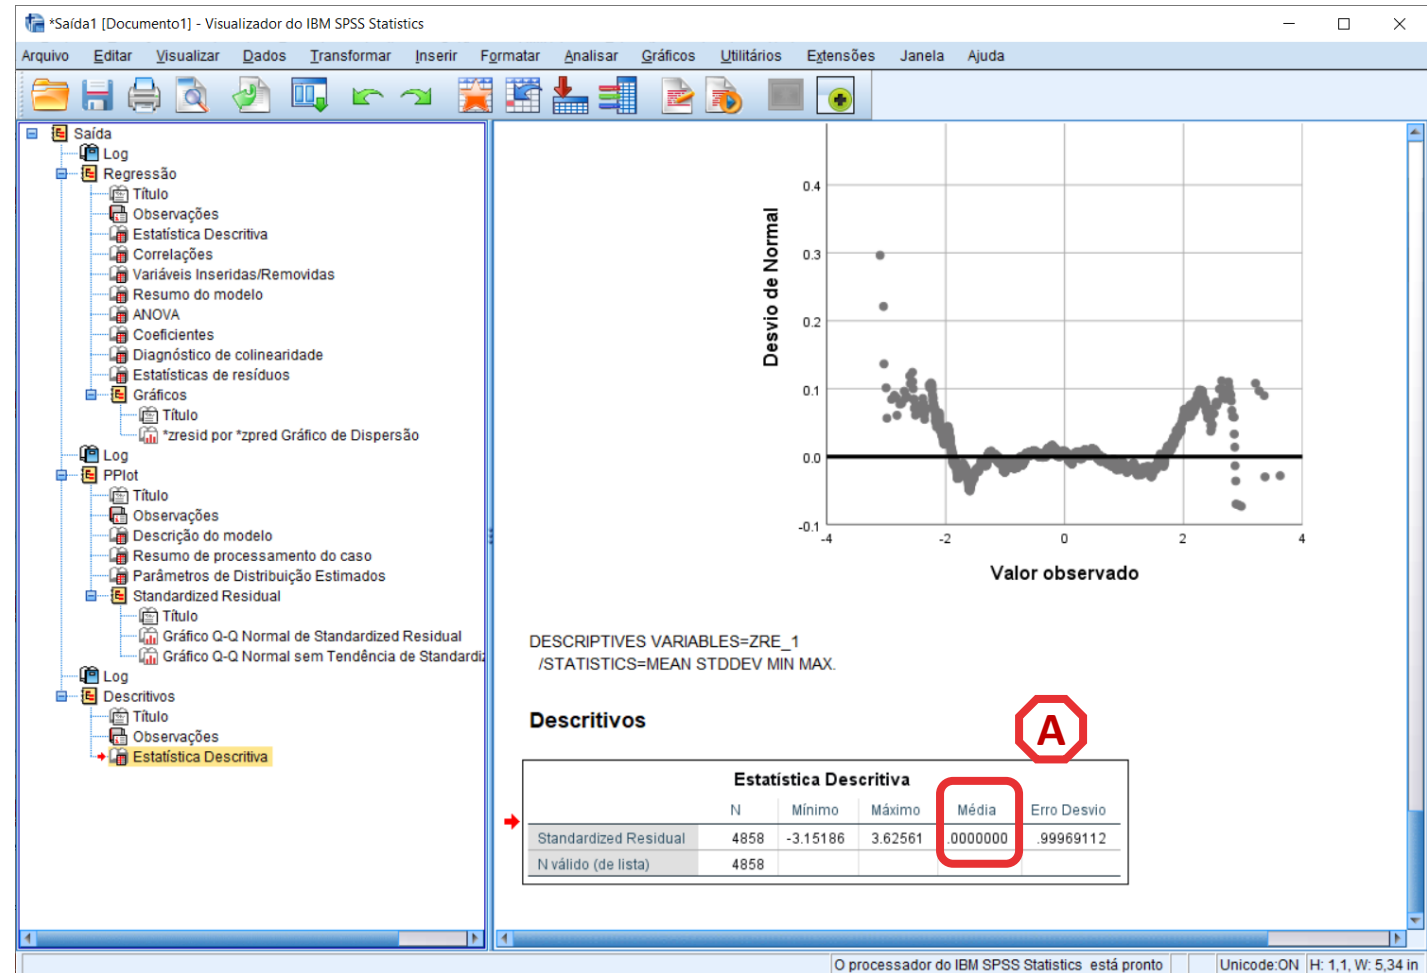 *Saída1 [Documento1] - Visualizador do IBM SPSS Statistics
Arquivo Editar Visualizar Dados Transformar Inserir Formatar Analisar Gráficos Utilitários Extensões Janela Ajuda
Saída
Log
Regressão
Título
Observações
Estatística Descritiva
Correlações
Variáveis Inseridas/Removidas
Resumo do modelo
ANOVA
Coeficientes
Diagnóstico de colinearidade
Estatísticas de resíduos
Gráficos
Título
*zresid por *zpred Gráfico de Dispersão
Log
PPlot
Título
Observações
Descrição do modelo
Resumo de processamento do caso
Parâmetros de Distribuição Estimados
Standardized Residual
Título
Gráfico Q-Q Normal de Standardized Residual
Gráfico Q-Q Normal sem Tendência de Standardiz
Log
Descritivos
Título
Observações
Estatística Descritiva
Desvio de Normal
0.4
0.3
0.2
0.1
0.0
-0.1
-4 -2 0 2 4
Valor observado
DESCRIPTIVES VARIABLES=ZRE_1
/STATISTICS=MEAN STDDEV MIN MAX.
Descritivos
A
Estatística Descritiva
N Mínimo Máximo Média Erro Desvio
Standardized Residual 4858 -3.15186 3.62561 .0000000 .99969112
N válido (de lista) 4858
O processador do IBM SPSS Statistics está pronto Unicode:ON H: 1,1, W: 5,34 in